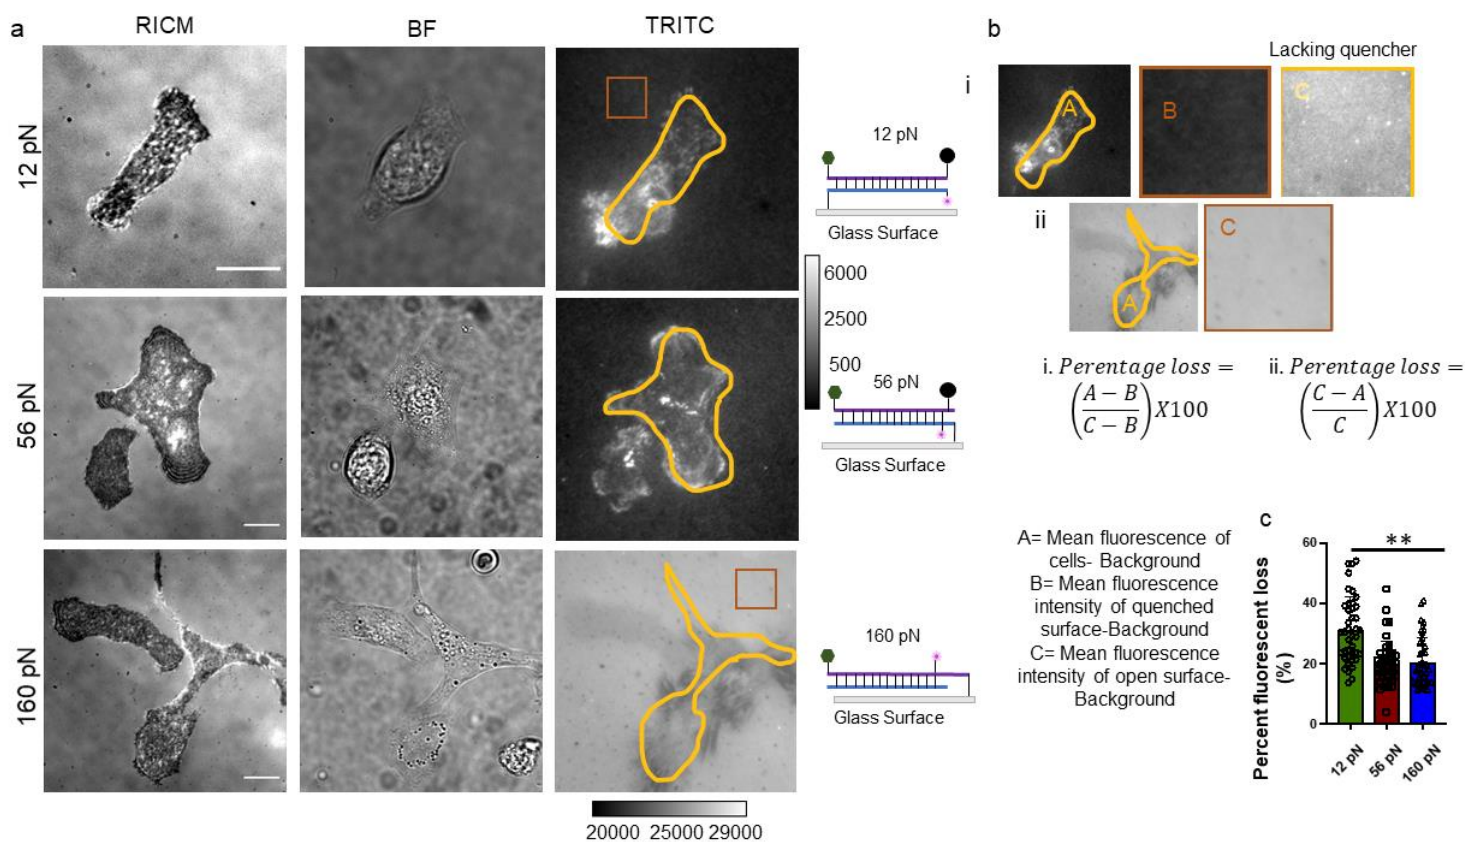 a
RICM
BF
TRITC
12 pN
56 pN
160 pN
12 pN
Glass Surface
6000
2500
500
56 pN
Glass Surface
160 pN
Glass Surface
20000 25000 29000
b
Lacking quencher
i
A
B
C
ii
A
C
i. Perentage loss =
(A − B / C − B) X100
ii. Perentage loss =
(C − A / C) X100
A= Mean fluorescence of
cells- Background
B= Mean fluorescence
intensity of quenched
surface-Background
C= Mean fluorescence
intensity of open surface-
Background
c
**
Percent fluorescent loss
(%)
60
40
20
0
12 pN
56 pN
160 pN